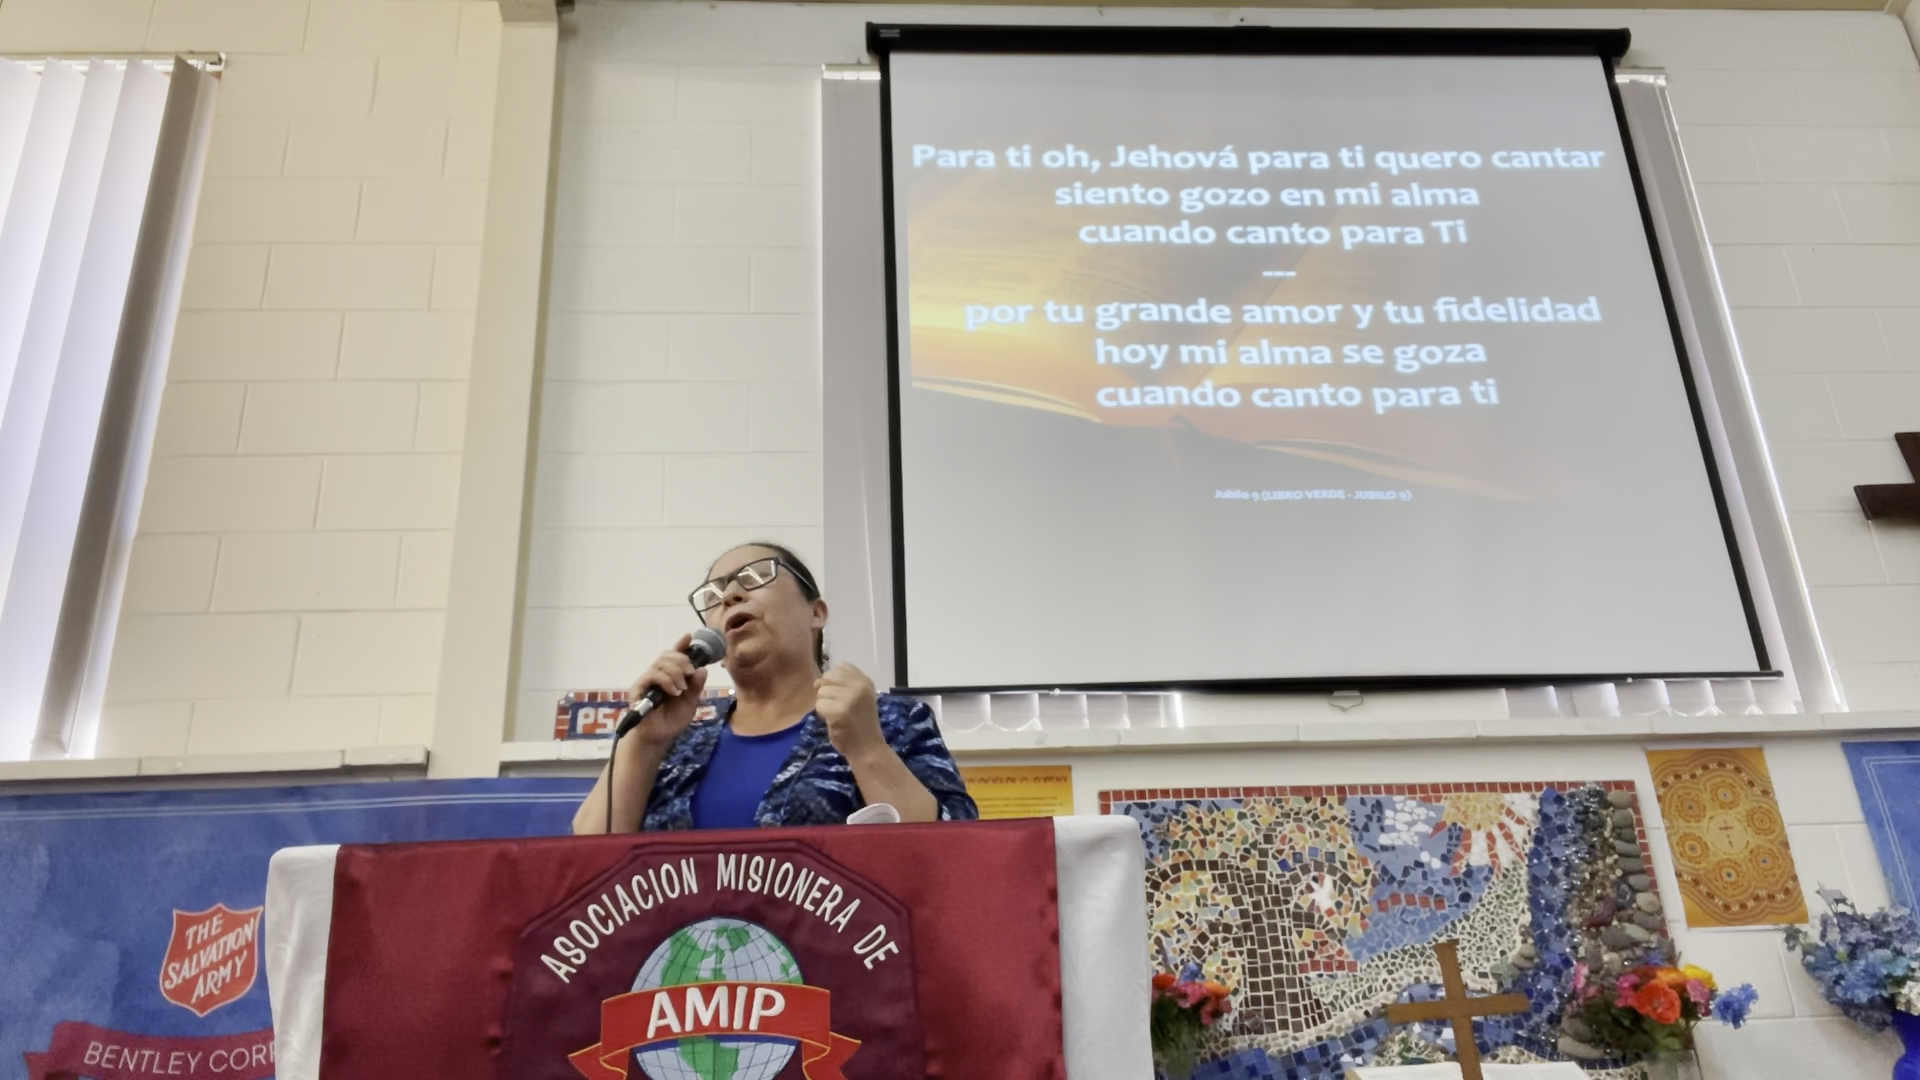 Para ti oh, Jehová para ti quero cantar
siento gozo en mi alma
cuando canto para Ti
---
por tu grande amor y tu fidelidad
hoy mi alma se goza
cuando canto para ti
Jubilo 9 (LIBRO VERDE - JUBILO 9)
ASOCIACION MISIONERA DE
AMIP
THE
SALVATION
ARMY
BENTLEY CORP